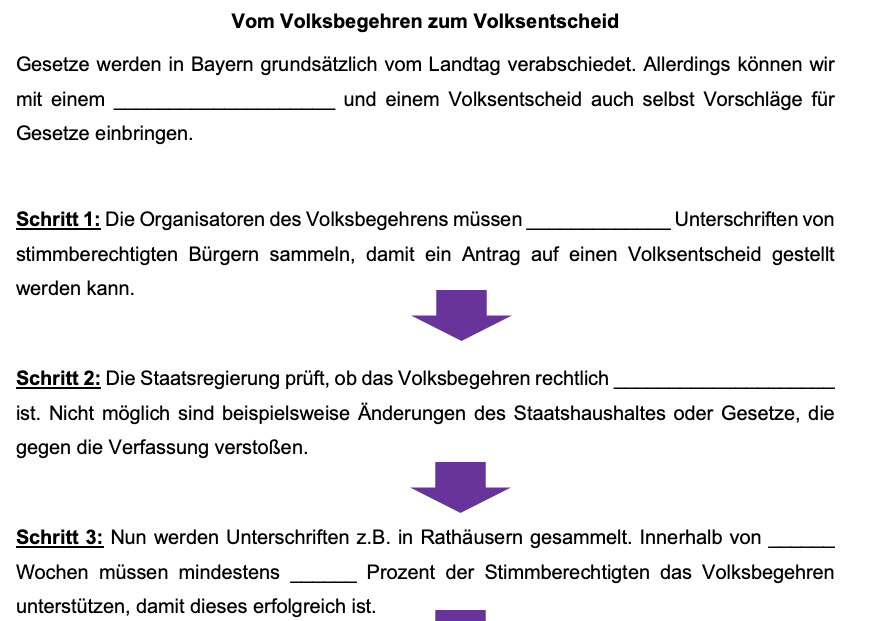 Vom Volksbegehren zum Volksentscheid
Gesetze werden in Bayern grundsätzlich vom Landtag verabschiedet. Allerdings können wir
mit einem ____________________ und einem Volksentscheid auch selbst Vorschläge für
Gesetze einbringen.
Schritt 1: Die Organisatoren des Volksbegehrens müssen _____________ Unterschriften von
stimmberechtigten Bürgern sammeln, damit ein Antrag auf einen Volksentscheid gestellt
werden kann.
Schritt 2: Die Staatsregierung prüft, ob das Volksbegehren rechtlich ____________________
ist. Nicht möglich sind beispielsweise Änderungen des Staatshaushaltes oder Gesetze, die
gegen die Verfassung verstoßen.
Schritt 3: Nun werden Unterschriften z.B. in Rathäusern gesammelt. Innerhalb von ______
Wochen müssen mindestens ______ Prozent der Stimmberechtigten das Volksbegehren
unterstützen, damit dieses erfolgreich ist.